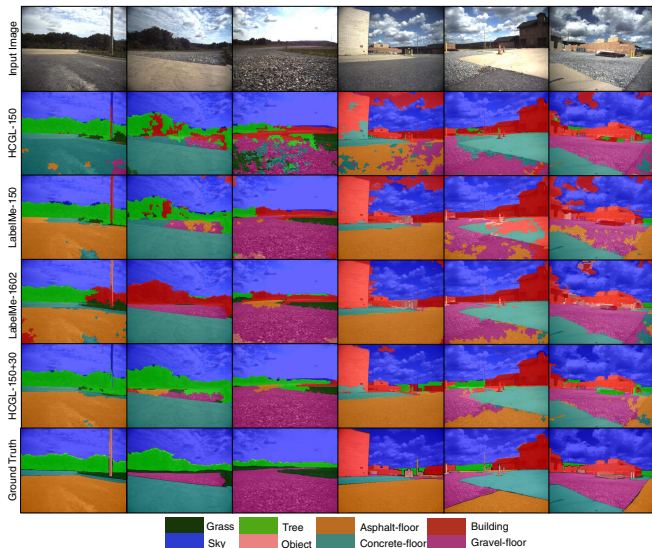 Input Image
HCGL-150
LabelMe-150
LabelMe-1602
HCGL-150+30
Ground Truth
Grass Tree Asphalt-floor Building
Sky Object Concrete-floor Gravel-floor